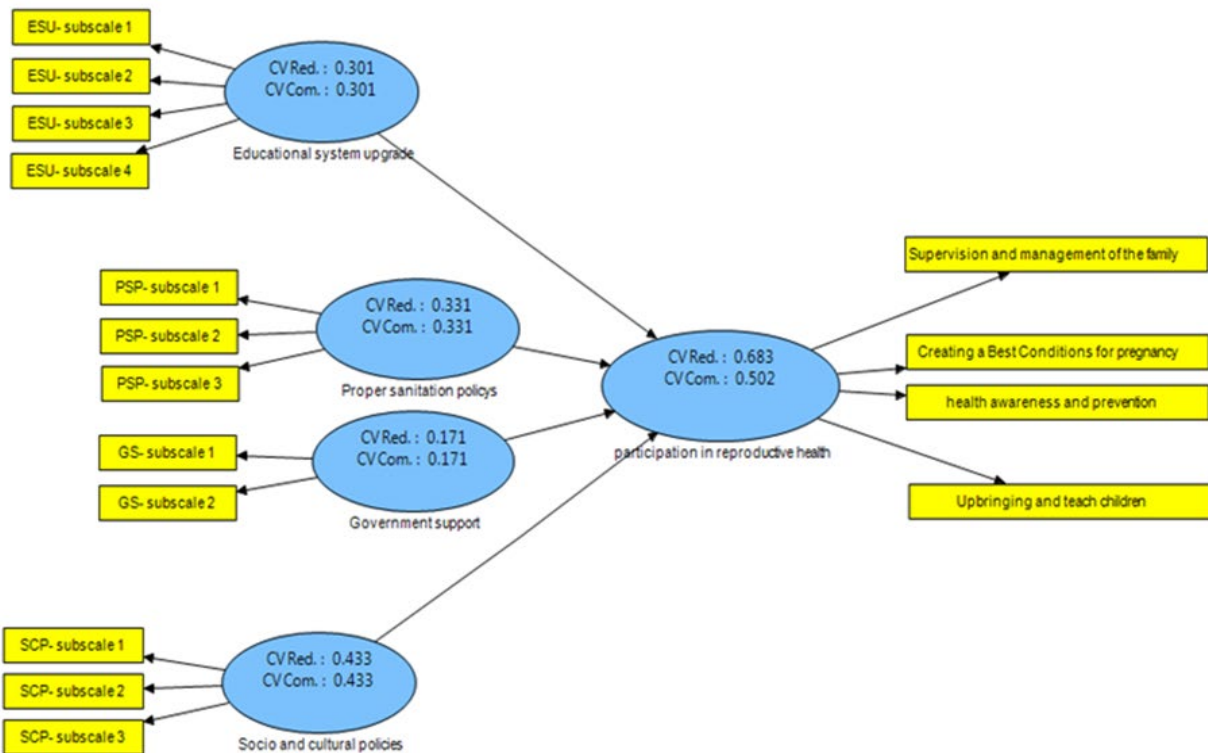 ESU- subscale 1
ESU- subscale 2
ESU- subscale 3
ESU- subscale 4
CV Red. : 0.301
CV Com. : 0.301
Educational system upgrade
PSP- subscale 1
PSP- subscale 2
PSP- subscale 3
CV Red. : 0.331
CV Com. : 0.331
Proper sanitation policys
GS- subscale 1
GS- subscale 2
CV Red. : 0.171
CV Com. : 0.171
Government support
SCP- subscale 1
SCP- subscale 2
SCP- subscale 3
CV Red. : 0.433
CV Com. : 0.433
Socio and cultural policies
CV Red. : 0.683
CV Com. : 0.502
participation in reproductive health
Supervision and management of the family
Creating a Best Conditions for pregnancy
health awareness and prevention
Upbringing and teach children